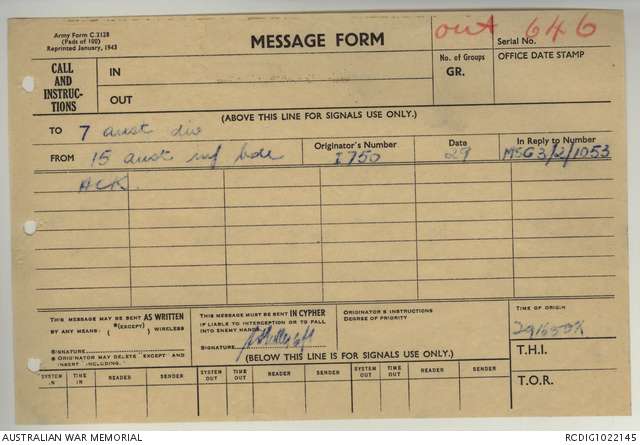 Army Form C.2128
(Pads of 100)
Reprinted January, 1943
MESSAGE FORM
out 646
Serial No.
CALL AND INSTRUC-TIONS
IN
OUT
No. of Groups
GR.
OFFICE DATE STAMP
(ABOVE THIS LINE FOR SIGNALS USE ONLY.)
TO 7 aust div
FROM 15 aust inf bde
Originator's Number
I750
Date
29
In Reply to Number
MSG3/2/1053
ACK.
THIS MESSAGE MAY BE SENT AS WRITTEN
BY ANY MEANS: (*(EXCEPT) ) WIRELESS
SIGNATURE
* ORIGINATOR MAY DELETE "EXCEPT" AND
INSERT "INCLUDING."
THIS MESSAGE MUST BE SENT IN CYPHER
IF LIABLE TO INTERCEPTION OR TO FALL
INTO ENEMY HANDS.
SIGNATURE
ORIGINATOR'S INSTRUCTIONS
DEGREE OF PRIORITY
TIME OF ORIGIN
291650K
T.H.I.
T.O.R.
(BELOW THIS LINE IS FOR SIGNALS USE ONLY.)
SYSTEM IN
TIME IN
READER
SENDER
SYSTEM OUT
TIME OUT
READER
SENDER
SYSTEM OUT
TIME OUT
READER
SENDER
AUSTRALIAN WAR MEMORIAL
RCDIG1022145